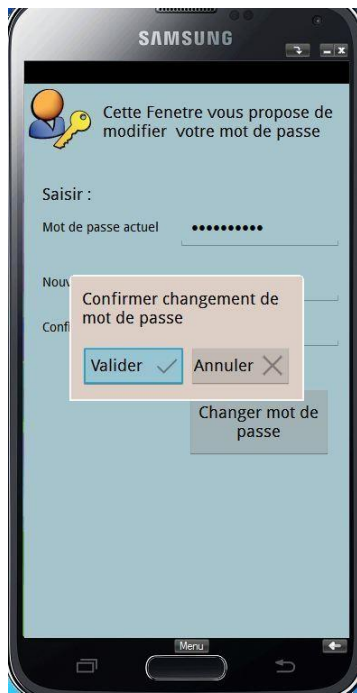 SAMSUNG
Cette Fenetre vous propose de
modifier votre mot de passe
Saisir :
Mot de passe actuel ••••••••••
Confirmer changement de
mot de passe
Valider
Annuler
Changer mot de
passe
Menu